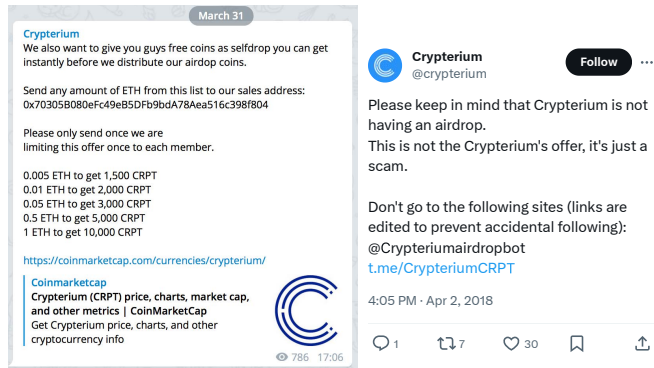 March 31
Crypterium
We also want to give you guys free coins as selfdrop you can get
instantly before we distribute our airdop coins.
Send any amount of ETH from this list to our sales address:
0x70305B080eFc49eB5DFb9bdA78Aea516c398f804
Please only send once we are
limiting this offer once to each member.
0.005 ETH to get 1,500 CRPT
0.01 ETH to get 2,000 CRPT
0.05 ETH to get 3,000 CRPT
0.5 ETH to get 5,000 CRPT
1 ETH to get 10,000 CRPT
https://coinmarketcap.com/currencies/crypterium/
Coinmarketcap
Crypterium (CRPT) price, charts, market cap,
and other metrics | CoinMarketCap
Get Crypterium price, charts, and other
cryptocurrency info
786 17:06
Crypterium
@crypterium
Follow
Please keep in mind that Crypterium is not
having an airdrop.
This is not the Crypterium's offer, it's just a
scam.
Don't go to the following sites (links are
edited to prevent accidental following):
@Crypteriumairdropbot
t.me/CrypteriumCRPT
4:05 PM · Apr 2, 2018
1 7 30